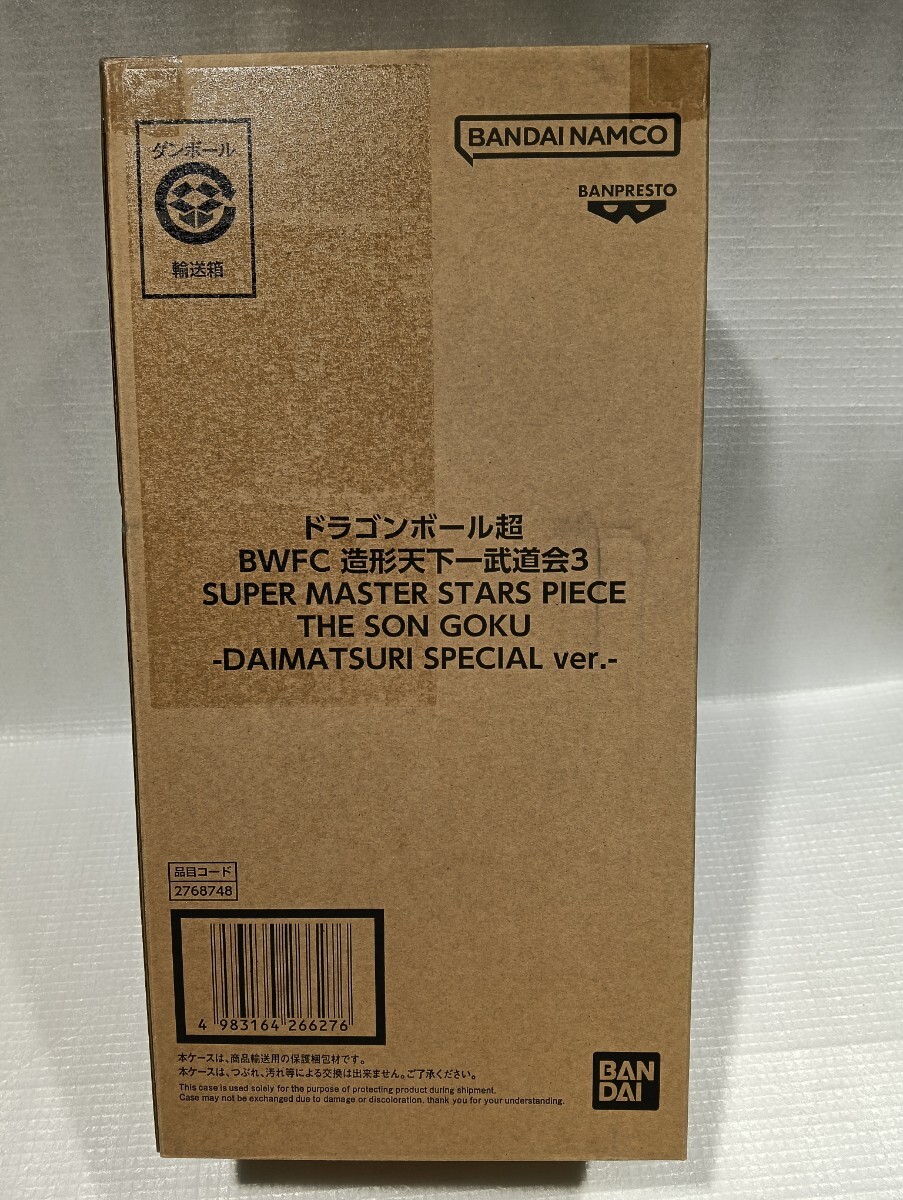 ダンボール
輸送箱
BANDAI NAMCO
BANPRESTO
ドラゴンボール超
BWFC 造形天下一武道会3
SUPER MASTER STARS PIECE
THE SON GOKU
-DAIMATSURI SPECIAL ver.-
品目コード
2768748
4 983164 266276
本ケースは、商品輸送用の保護梱包材です。
本ケースは、つぶれ、汚れ等による交換は出来ません。ご了承ください。
This case is used solely for the purpose of protecting product during shipment.
Case may not be exchanged due to damage or discoloration. thank you for your understanding.
BAN
DAI